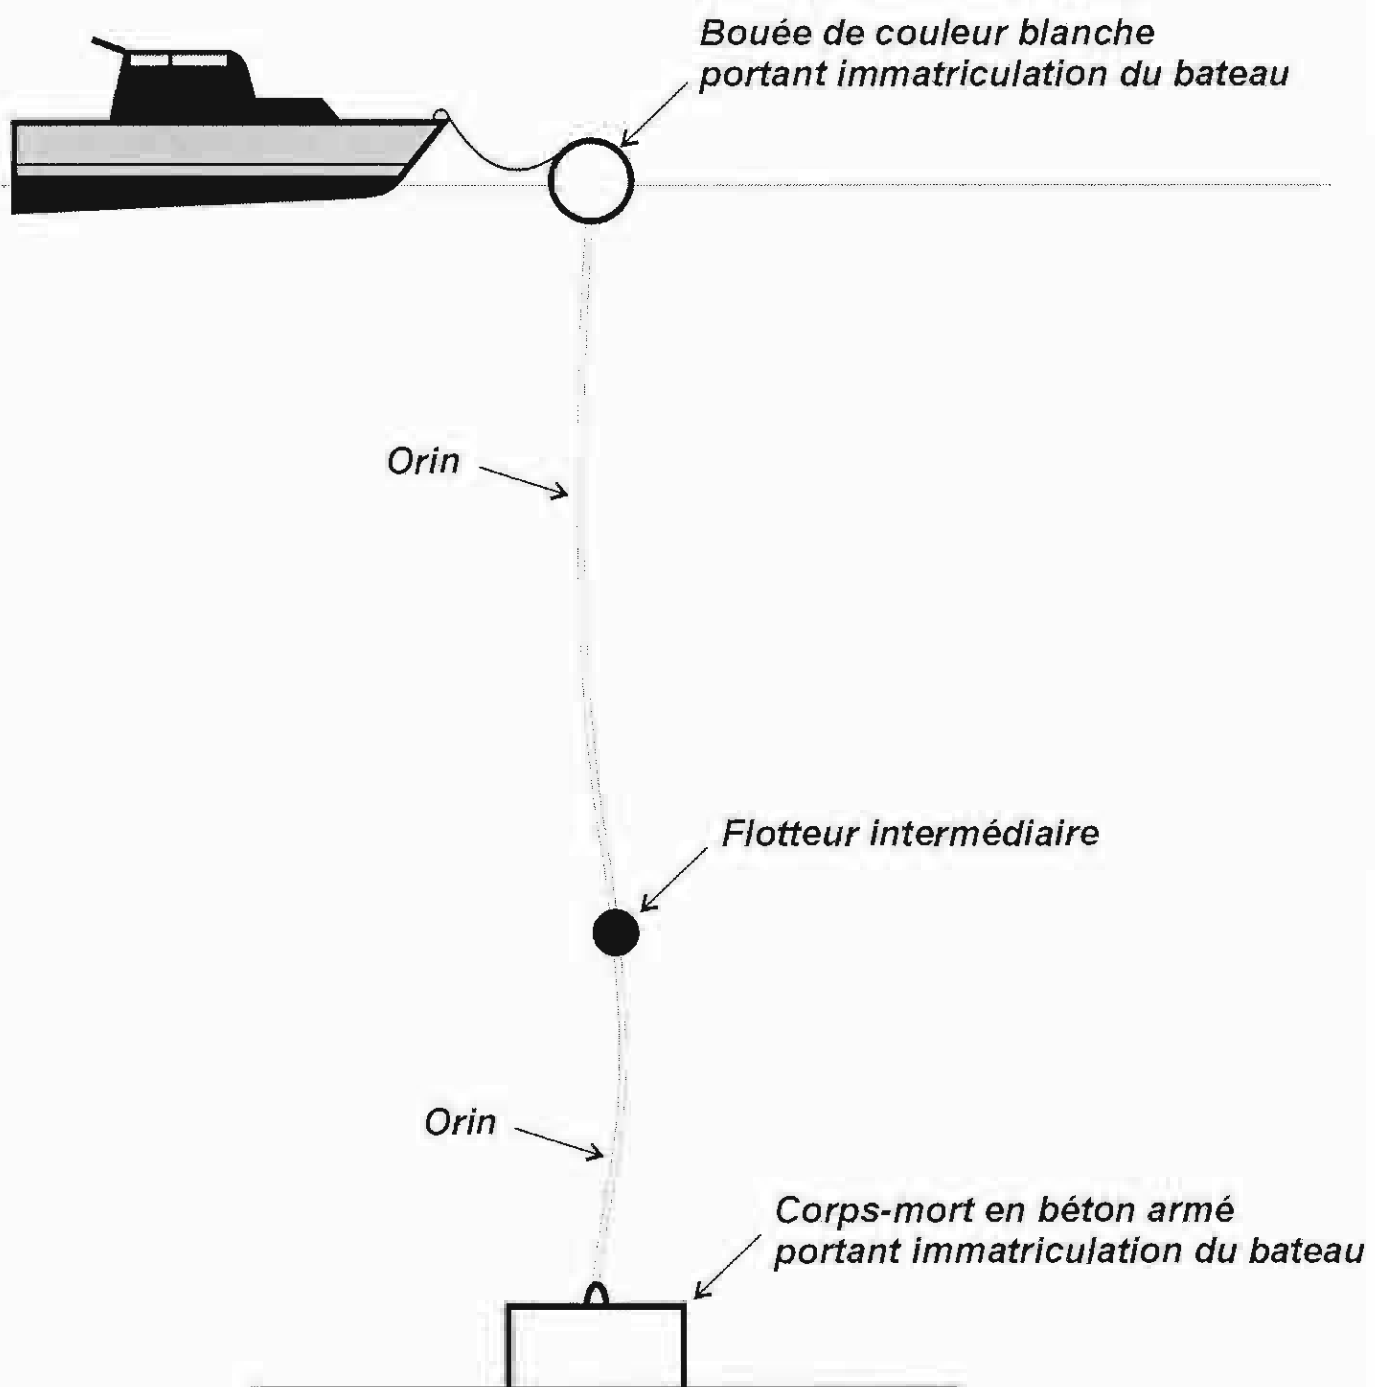 Bouée de couleur blanche
portant immatriculation du bateau
Orin
Flotteur intermédiaire
Orin
Corps-mort en béton armé
portant immatriculation du bateau